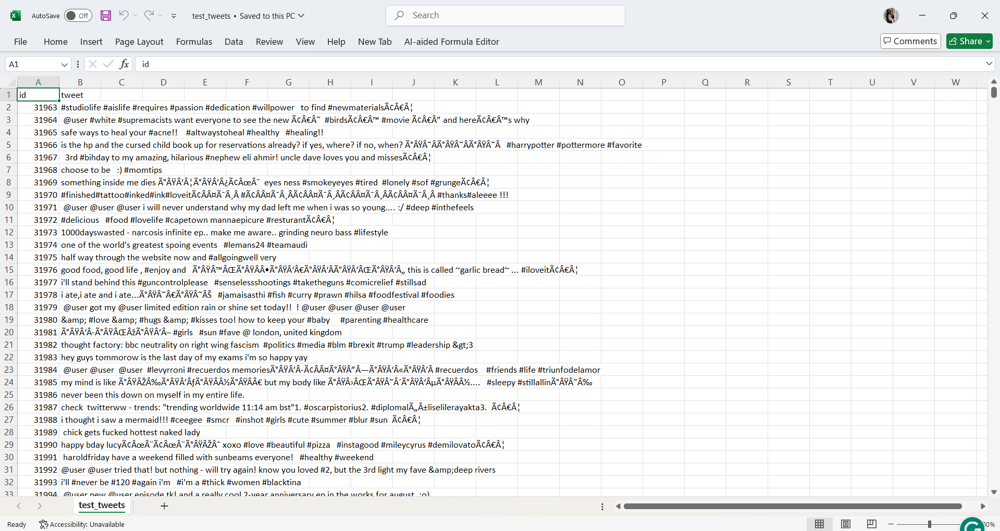 AutoSave Off test_tweets • Saved to this PC Search
File Home Insert Page Layout Formulas Data Review View Help New Tab AI-aided Formula Editor Comments Share
A1 fx id
A B C D E F G H I J K L M N O P Q R S T U V W
1 id tweet
2 31963 #studiolife #aislife #requires #passion #dedication #willpower   to find #newmaterialsÃ¢Â€Â¦
3 31964 @user #white #supremacists want everyone to see the new Ã¢Â€Â˜  #birdsÃ¢Â€Â™ #movie Ã¢Â€Â” and hereÃ¢Â€Â™s why
4 31965 safe ways to heal your #acne!!    #altwaystoheal #healthy   #healing!!
5 31966 is the hp and the cursed child book up for reservations already? if yes, where? if no, when? Ã°ÂŸÂ˜ÂÃ°ÂŸÂ˜ÂÃ°ÂŸÂ˜Â   #harrypotter #pottermore #favorite
6 31967 3rd #bihday to my amazing, hilarious #nephew eli ahmir! uncle dave loves you and missesÃ¢Â€Â¦
7 31968 choose to be   :) #momtips
8 31969 something inside me dies Ã°ÂŸÂ’Â¦Ã°ÂŸÂ’Â¿Ã¢ÂœÂ¨  eyes ness #smokeyeyes #tired  #lonely #sof #grungeÃ¢Â€Â¦
9 31970 #finished#tattoo#inked#ink#loveitÃ¢ÂÂ¤Ã¯Â¸Â #Ã¢ÂÂ¤Ã¯Â¸ÂÃ¢ÂÂ¤Ã¯Â¸ÂÃ¢ÂÂ¤Ã¯Â¸ÂÃ¢ÂÂ¤Ã¯Â¸Â #thanks#aleeee !!!
10 31971 @user @user @user i will never understand why my dad left me when i was so young.... :/ #deep #inthefeels
11 31972 #delicious   #food #lovelife #capetown mannaepicure #resturantÃ¢Â€Â¦
12 31973 1000dayswasted - narcosis infinite ep.. make me aware.. grinding neuro bass #lifestyle
13 31974 one of the world's greatest spoing events   #lemans24 #teamaudi
14 31975 half way through the website now and #allgoingwell very
15 31976 good food, good life , #enjoy and   Ã°ÂŸÂ™ÂŒÃ°ÂŸÂÂ•Ã°ÂŸÂ‘Â€Ã°ÂŸÂ‘ÂÃ°ÂŸÂ‘ÂŒÃ°ÂŸÂ‘Â„ this is called ~garlic bread~ ... #iloveitÃ¢Â€Â¦
16 31977 i'll stand behind this #guncontrolplease   #senselessshootings #taketheguns #comicrelief #stillsad
17 31978 i ate,i ate and i ate...Ã°ÂŸÂ˜Â€Ã°ÂŸÂ˜ÂŠ   #jamaisasthi #fish #curry #prawn #hilsa #foodfestival #foodies
18 31979 @user got my @user limited edition rain or shine set today!!  ! @user @user @user @user
19 31980 &amp; #love &amp; #hugs &amp; #kisses too! how to keep your #baby     #parenting #healthcare
20 31981 Ã°ÂŸÂ‘Â-Ã°ÂŸÂŒÂžÃ°ÂŸÂ’Â– #girls   #sun #fave @ london, united kingdom
21 31982 thought factory: bbc neutrality on right wing fascism  #politics #media #blm #brexit #trump #leadership &gt;3
22 31983 hey guys tommorow is the last day of my exams i'm so happy yay
23 31984 @user @user  @user  #levyrroni #recuerdos memoriesÃ°ÂŸÂ’Â-Ã¢ÂÂ¤Ã°ÂŸÂ”Â—Ã°ÂŸÂ‘Â«Ã°ÂŸÂ’Â #recuerdos    #friends #life #triunfodelamor
24 31985 my mind is like Ã°ÂŸÂŽÂ‰Ã°ÂŸÂ’ÂƒÃ°ÂŸÂÂ½Ã°ÂŸÂÂ€ but my body like Ã°ÂŸÂ›ÂŒÃ°ÂŸÂ˜Â´Ã°ÂŸÂ‘ÂµÃ°ÂŸÂÂ½....   #sleepy #stillallinÃ°ÂŸÂ˜Â‰
25 31986 never been this down on myself in my entire life.
26 31987 check  twitterww - trends: "trending worldwide 11:14 am bst"1. #oscarpistorius2. #diplomalÃ„Â±liselilerayakta3.  Ã¢Â€Â¦
27 31988 i thought i saw a mermaid!!! #ceegee  #smcr   #inshot #girls #cute #summer #blur #sun  Ã¢Â€Â¦
28 31989 chick gets fucked hottest naked lady
29 31990 happy bday lucyÃ¢ÂœÂ¨Ã¢ÂœÂ¨Ã°ÂŸÂŽÂˆ xoxo #love #beautiful #pizza   #instagood #mileycyrus #demilovatoÃ¢Â€Â¦
30 31991 haroldfriday have a weekend filled with sunbeams everyone!   #healthy #weekend
31 31992 @user @user tried that! but nothing - will try again! know you loved #2, but the 3rd light my fave &amp;deep rivers
32 31993 i'll #never be #120 #again i'm   #i'm a #thick #women #blacktina
33 31994 @user new @user episode tk! and a really cool 2-year anniversary ep in the works for august. :o)
test_tweets
Ready Accessibility: Unavailable